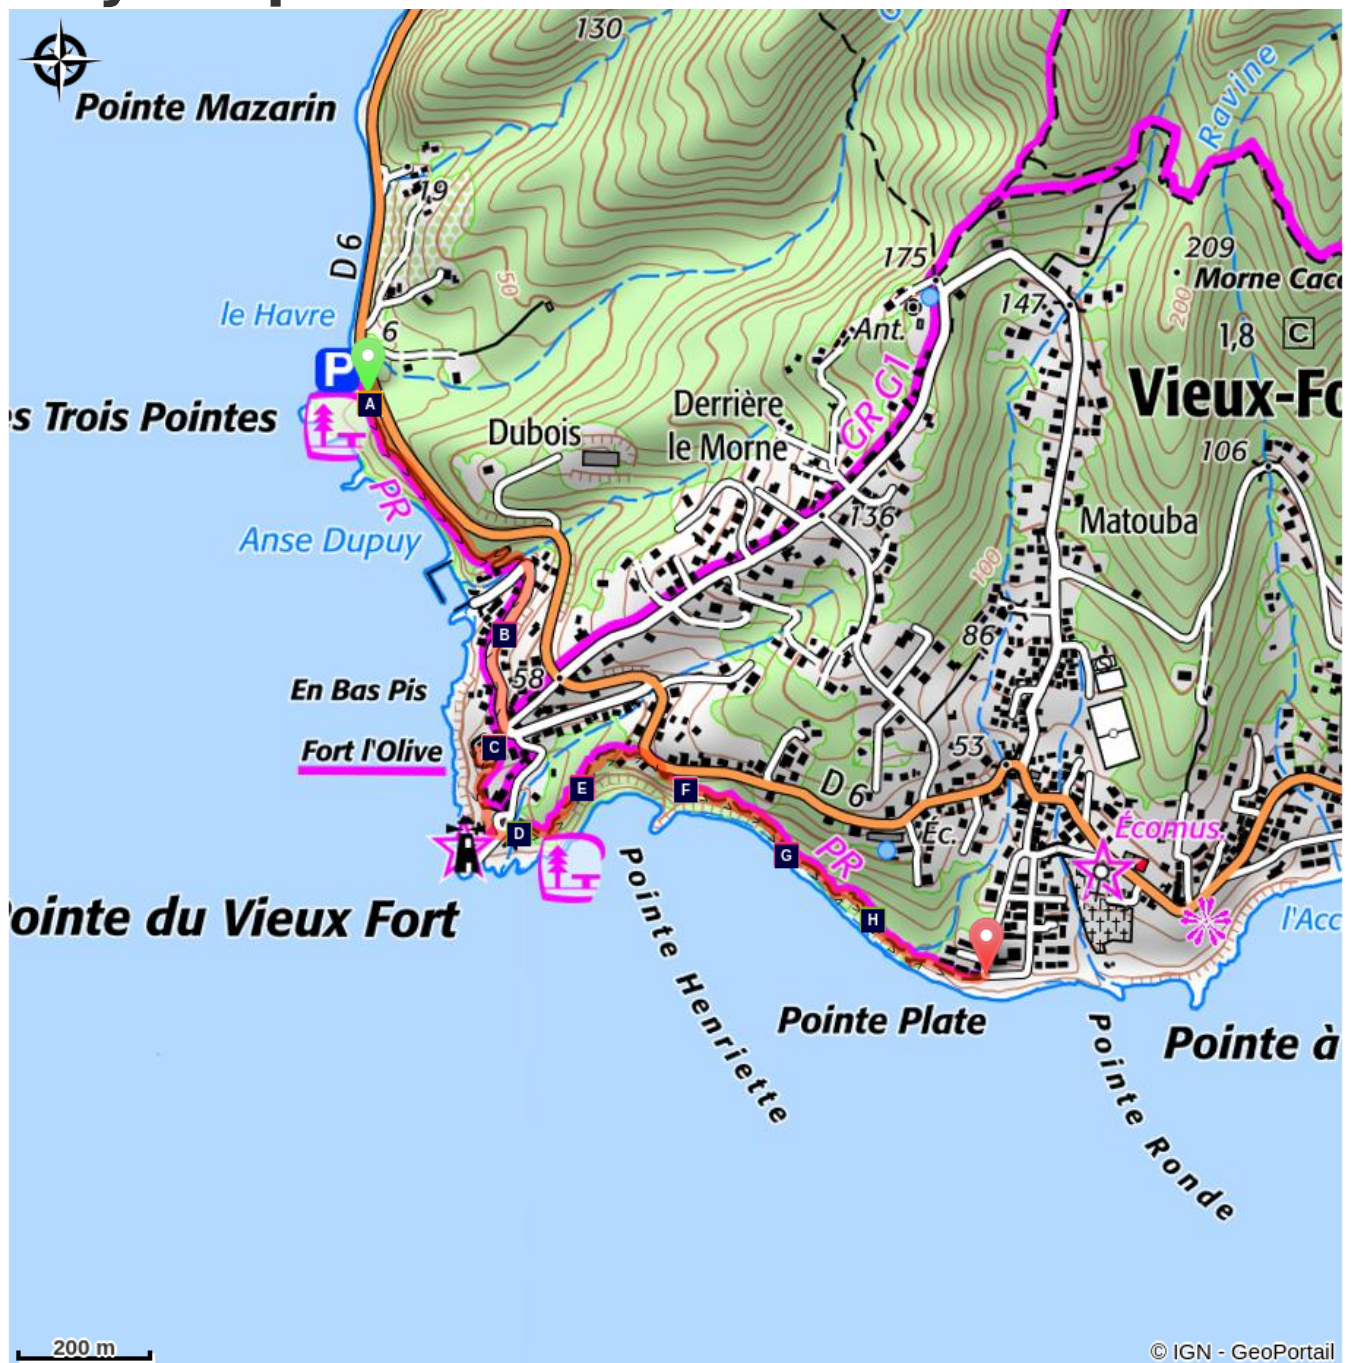 130
Pointe Mazarin
Ravine
19
D 6
175
209
Morne Cac
50
147
200
le Havre
6
Ant.
1,8 C
P
GR G1
Vieux-Fo
A
Derrière
le Morne
es Trois Pointes
Dubois
106
PR
136
Matouba
Anse Dupuy
100
B
86
En Bas Pis
58
Fort l'Olive
C
53
E
F
D 6
D
Éc.
Écomus.
G
PR
Pointe du Vieux Fort
H
l'Acc
Pointe Henriette
Pointe Plate
Pointe Ronde
Pointe à
200 m
© IGN - GeoPortail